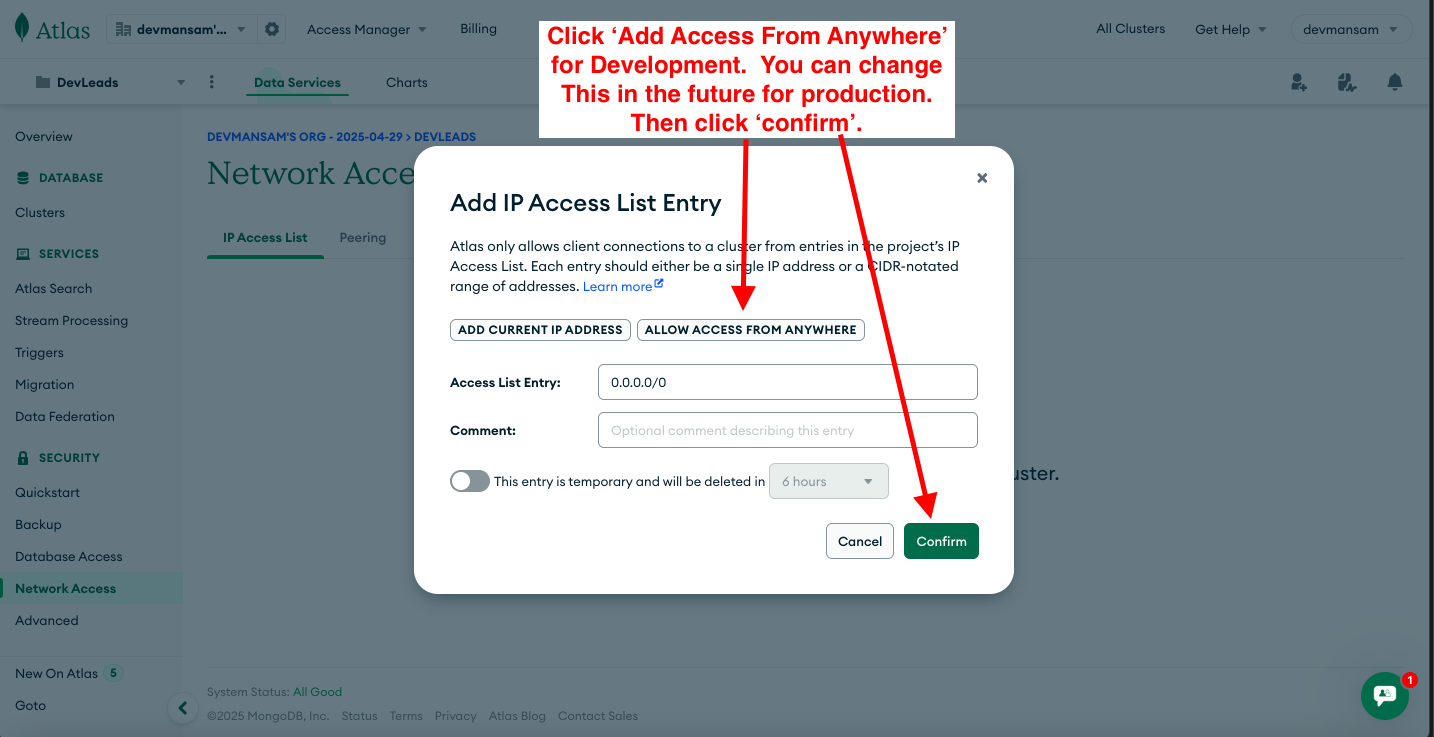 Atlas
devmansam'...
Access Manager
Billing
All Clusters
Get Help
devmansam
Click ‘Add Access From Anywhere’
for Development. You can change
This in the future for production.
Then click ‘confirm’.
DevLeads
Data Services
Charts
Overview
DATABASE
Clusters
SERVICES
Atlas Search
Stream Processing
Triggers
Migration
Data Federation
SECURITY
Quickstart
Backup
Database Access
Network Access
Advanced
New On Atlas 5
Goto
DEVMANSAM'S ORG - 2025-04-29 > DEVLEADS
Network Acce
IP Access List
Peering
Add IP Access List Entry
Atlas only allows client connections to a cluster from entries in the project’s IP
Access List. Each entry should either be a single IP address or a CIDR-notated
range of addresses. Learn more
ADD CURRENT IP ADDRESS
ALLOW ACCESS FROM ANYWHERE
Access List Entry:
0.0.0.0/0
Comment:
Optional comment describing this entry
This entry is temporary and will be deleted in
6 hours
uster.
Cancel
Confirm
System Status: All Good
©2025 MongoDB, Inc. Status Terms Privacy Atlas Blog Contact Sales
1